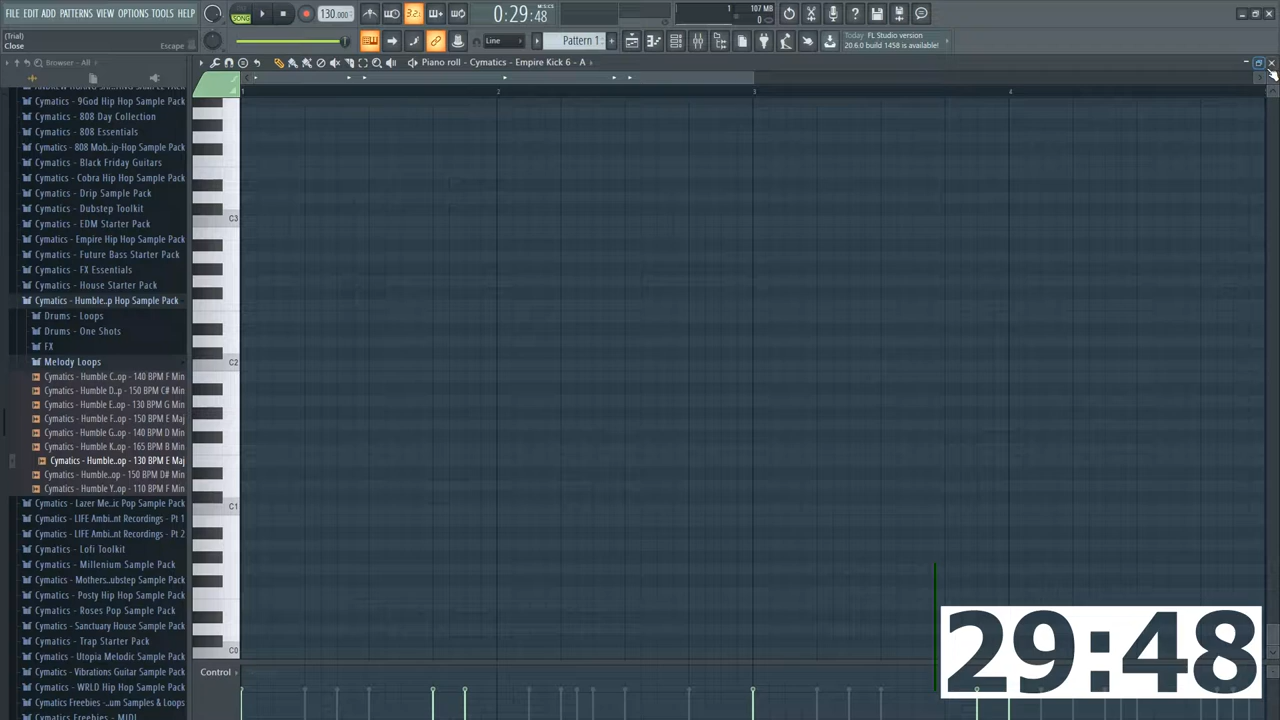 FILE EDIT ADD PATTERNS VIEW OPTIONS TOOLS HELP
SONG
130.000
3 2
0:29:48
M:S:CS
1
107 MB
0
(Trial)
Close Escape
Line
Pattern 1
Today FL Studio version
20.6.0 build 1458 is available!
Browser - All
Piano roll - Cymatics - Empire Kick 6 - A
1
2
3
4
Cymatics - 9God Hip Hop Sample Pack
Cymatics - 808 Day Collection
Cymatics - 808 Essentials
Cymatics - 808 Mob..ip-Hop Sample Pack
Cymatics - Black Friday Guitars
Cymatics - Cobra Hip Hop Sample Pack
Cymatics - Drip Sample Pack
Cymatics - Dubstep Toolkit
Cymatics - EDM Starter Pack
Cymatics - Empire Hip Hop Sample Pack
Cymatics - Future Bass Starter Pack
Cymatics - FX Essentials
Cymatics - House Starter Pack
Cymatics - Humble..p Hop Sample Pack
Drums - Loops
Drums - One Shots
FX
Melody Loops
Cymatics - Humble C..op - 140 BPM F Min
Cymatics - Humble D..p - 150 BPM C# Min
Cymatics - Humble E..op - 130 BPM G Min
Cymatics - Humble F..op - 150 BPM E Maj
Cymatics - Humble G..op - 140 BPM D Min
Cymatics - Humble K..op - 165 BPM B Min
Cymatics - Humble..op - 130 BPM E Maj
Cymatics - Humble..op - 150 BPM D# Min
Cymatics - Humble Y..op - 110 BPM F Min
Cymatics - Lazer Me..ic Pop Sample Pack
Cymatics - LIFE Ambi..nt Recordings - Pt 1
Cymatics - LIFE Ambi..nt Recordings - Pt 2
Cymatics - Lofi Toolkit
Cymatics - Millenium Sample Pack
Cymatics - Mothers..ubstep Sample Pack
Cymatics - Posty Hip Hop Sample Pack
Cymatics - Roses Pop Sample Pack
Cymatics - Sanctuary House Sample Pack
Cymatics - Trap Starter Pack
Cymatics - Utopia Melodic Sample Pack
Cymatics - Vibrations Guitar Sample Pack
Cymatics - WRLD Hip Hop Sample Pack
Cymatics Freebies -..um Samples & Loops
Cymatics Freebies - MIDI
C3
C2
C1
C0
Control
29:48